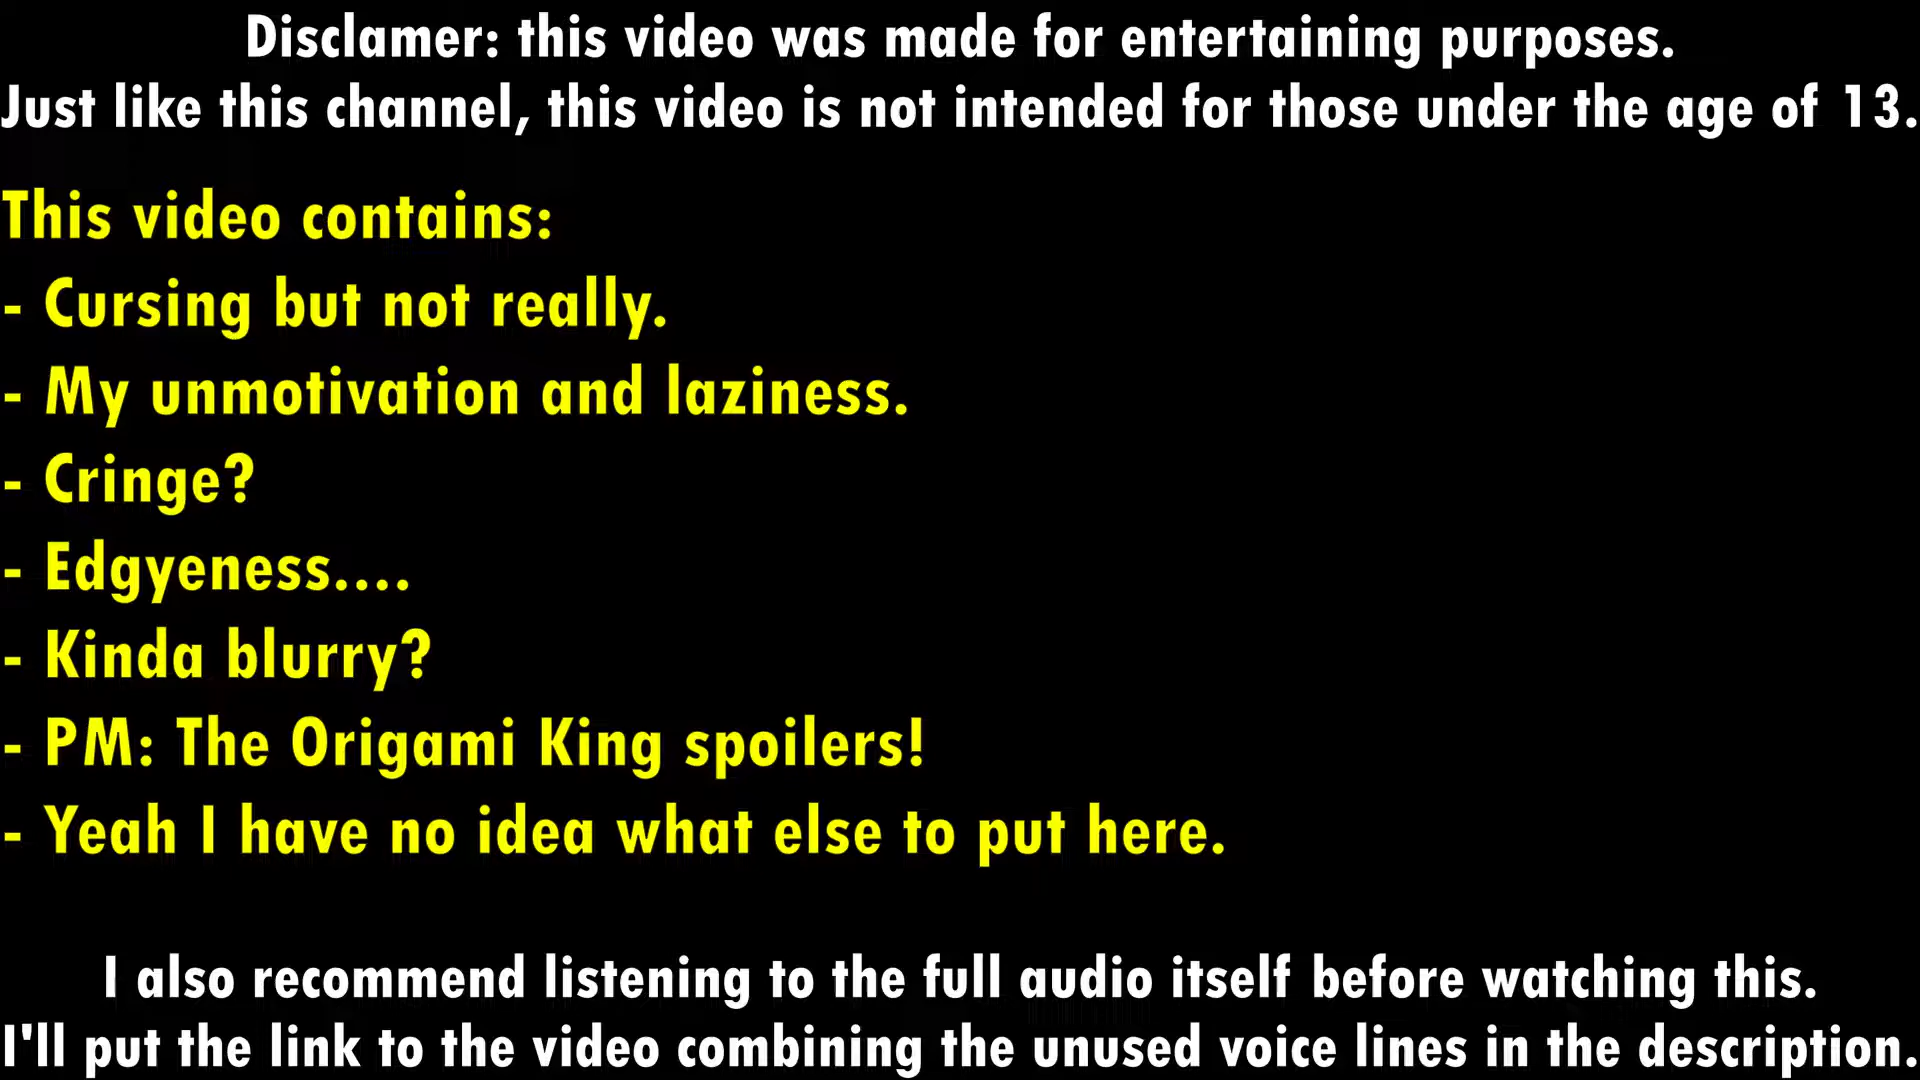 Disclamer: this video was made for entertaining purposes.
Just like this channel, this video is not intended for those under the age of 13.
This video contains:
- Cursing but not really.
- My unmotivation and laziness.
- Cringe?
- Edgyeness....
- Kinda blurry?
- PM: The Origami King spoilers!
- Yeah I have no idea what else to put here.
I also recommend listening to the full audio itself before watching this.
I'll put the link to the video combining the unused voice lines in the description.